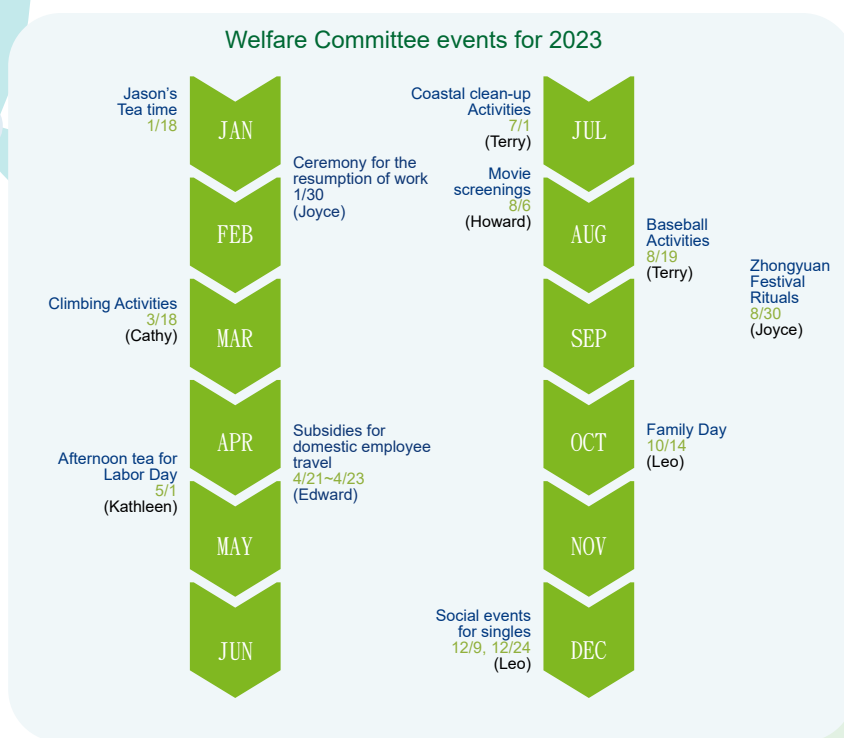 Welfare Committee events for 2023
Jason's
Tea time
1/18
JAN
Ceremony for the
resumption of work
1/30
(Joyce)
FEB
Climbing Activities
3/18
(Cathy)
MAR
APR
Subsidies for
domestic employee
travel
4/21~4/23
(Edward)
Afternoon tea for
Labor Day
5/1
(Kathleen)
MAY
JUN
Coastal clean-up
Activities
7/1
(Terry)
JUL
Movie
screenings
8/6
(Howard)
AUG
Baseball
Activities
8/19
(Terry)
Zhongyuan
Festival
Rituals
8/30
(Joyce)
SEP
OCT
Family Day
10/14
(Leo)
NOV
Social events
for singles
12/9, 12/24
(Leo)
DEC